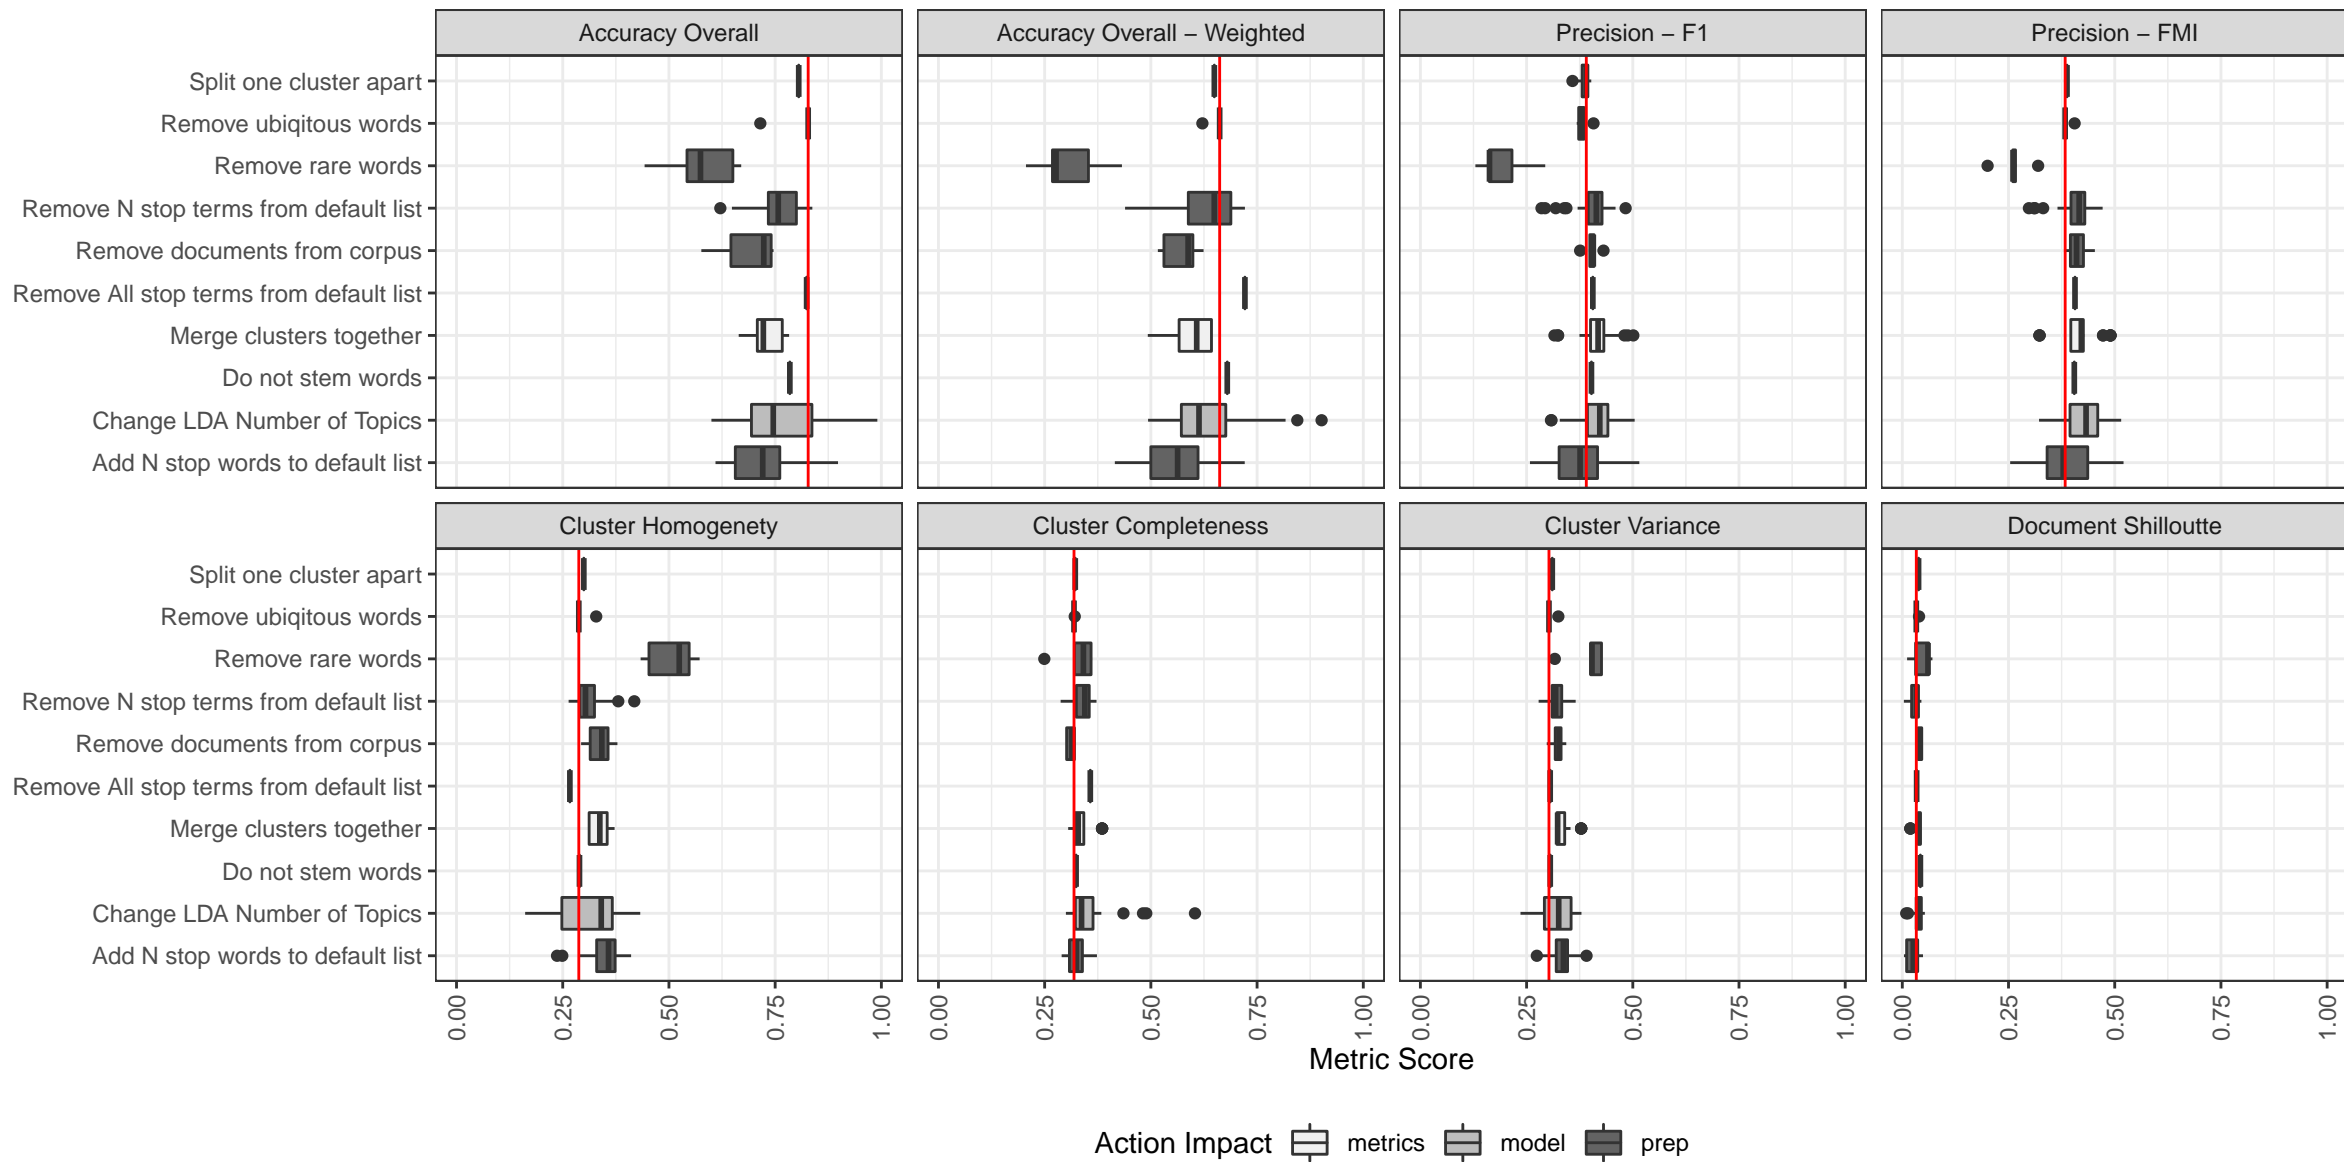 Accuracy Overall
Accuracy Overall – Weighted
Precision – F1
Precision – FMI
Split one cluster apart
Remove ubiqitous words
Remove rare words
Remove N stop terms from default list
Remove documents from corpus
Remove All stop terms from default list
Merge clusters together
Do not stem words
Change LDA Number of Topics
Add N stop words to default list
Cluster Homogenety
Cluster Completeness
Cluster Variance
Document Shilloutte
Split one cluster apart
Remove ubiqitous words
Remove rare words
Remove N stop terms from default list
Remove documents from corpus
Remove All stop terms from default list
Merge clusters together
Do not stem words
Change LDA Number of Topics
Add N stop words to default list
0.00 0.25 0.50 0.75 1.00
0.00 0.25 0.50 0.75 1.00
0.00 0.25 0.50 0.75 1.00
0.00 0.25 0.50 0.75 1.00
Metric Score
Action Impact metrics model prep